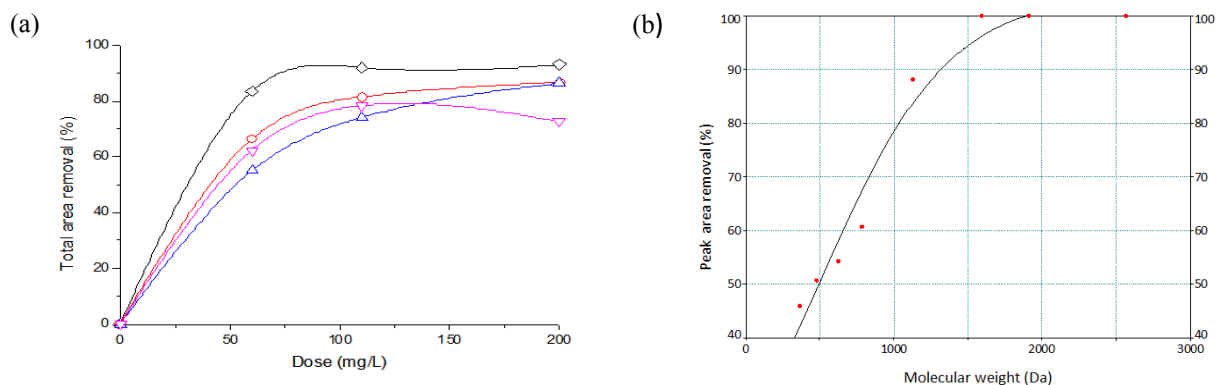 (a)
100
80
60
40
20
0
Total area removal (%)
0 50 100 150 200
Dose (mg/L)
(b)
100
90
80
70
60
50
40
Peak area removal (%)
100
90
80
70
60
50
40
0 1000 2000 3000
Molecular weight (Da)